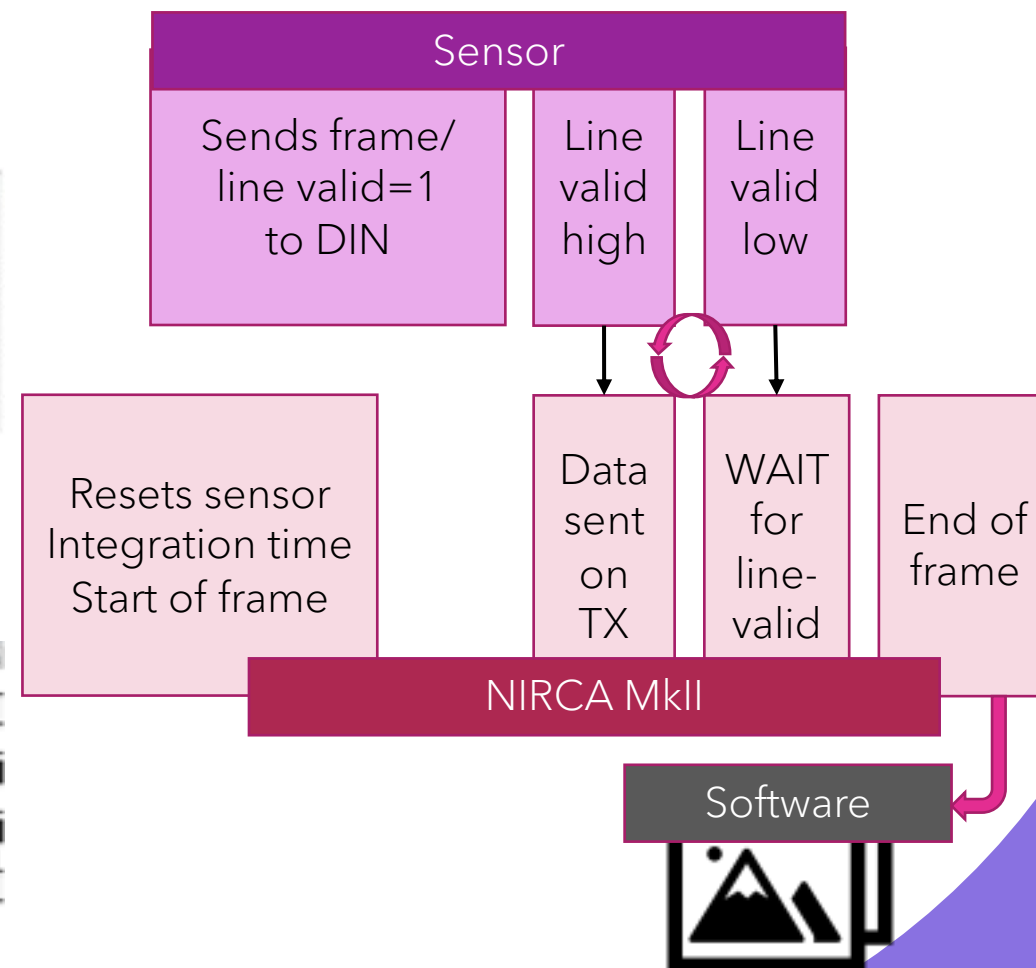 Sensor
Sends frame/
line valid=1
to DIN
Line
valid
high
Line
valid
low
Resets sensor
Integration time
Start of frame
Data
sent
on
TX
WAIT
for
line-
valid
End of
frame
NIRCA MkII
Software